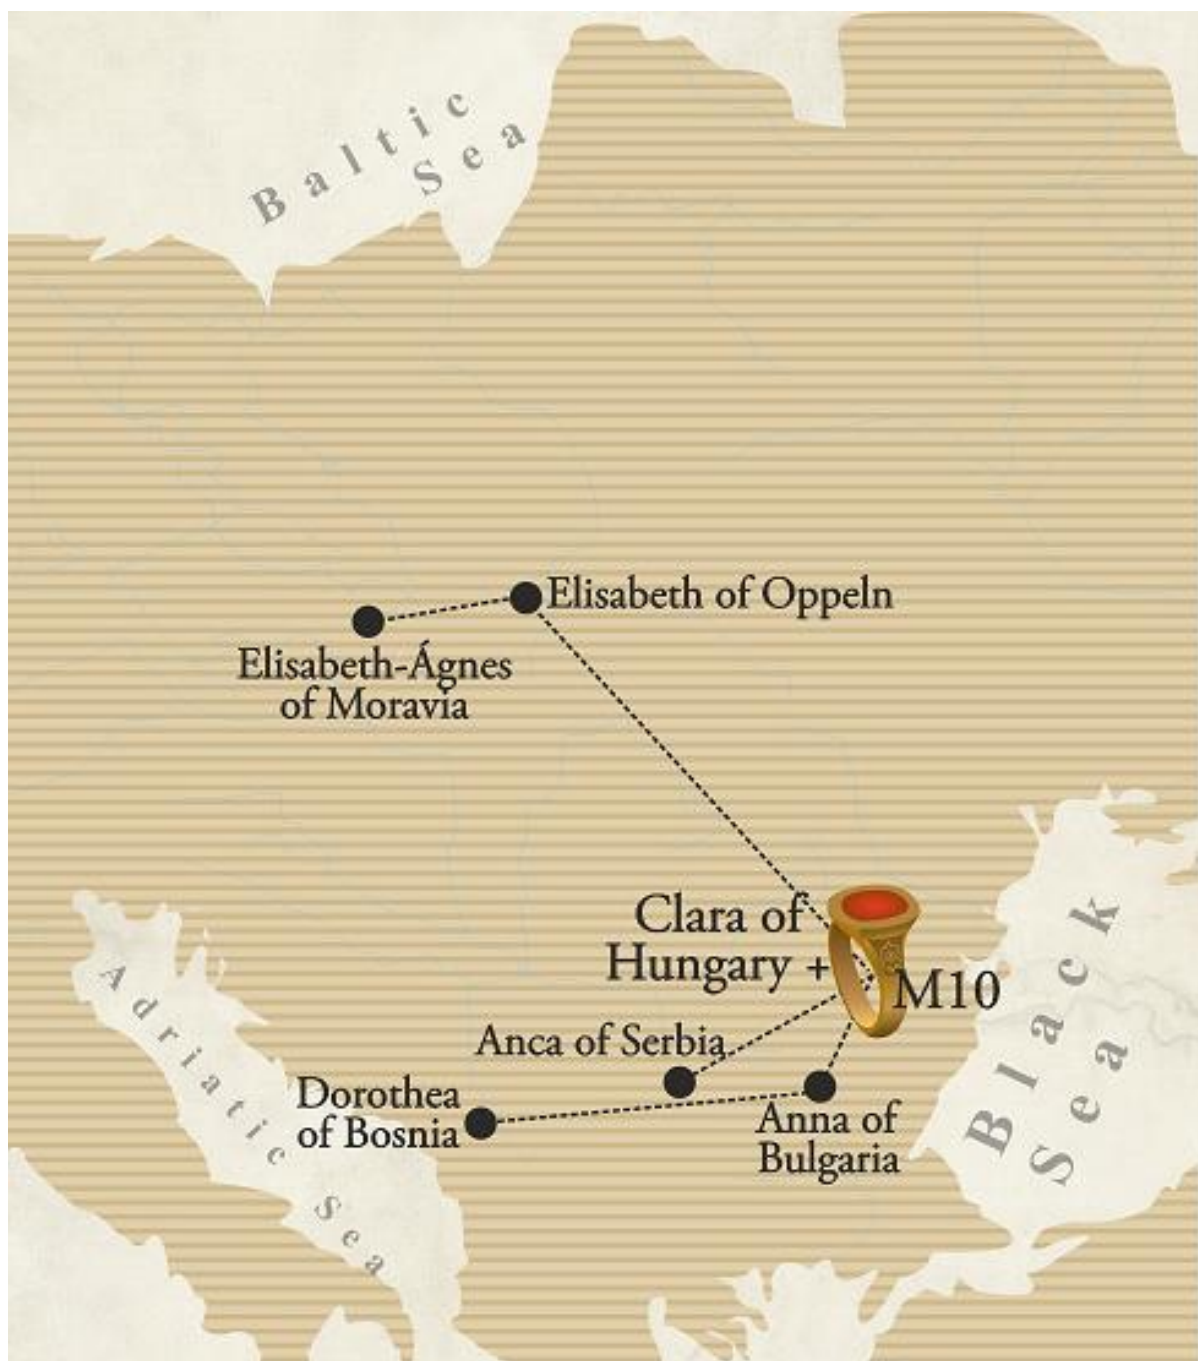 Baltic
Sea
Elisabeth of Oppeln
Elisabeth-Ágnes
of Moravia
Clara of
Hungary +
M10
Anca of Serbia
Dorothea
of Bosnia
Anna of
Bulgaria
Adriatic Sea
Black
Sea